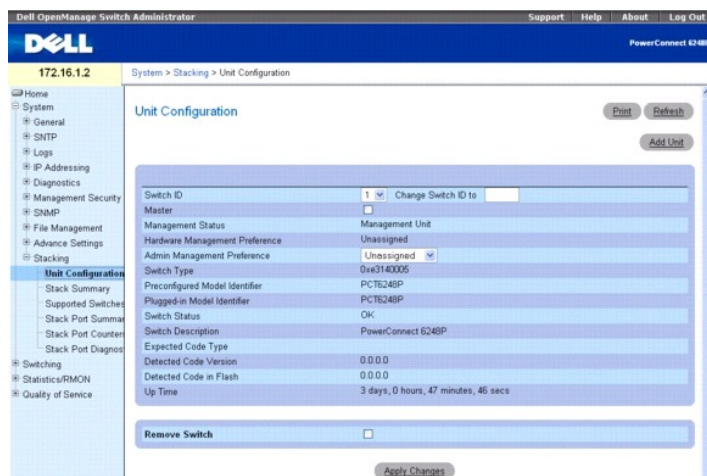 Dell OpenManage Switch Administrator
Support Help About Log Out
DELL
PowerConnect 6248P
172.16.1.2
System > Stacking > Unit Configuration
Home
System
General
SNTP
Logs
IP Addressing
Diagnostics
Management Security
SNMP
File Management
Advance Settings
Stacking
Unit Configuration
Stack Summary
Supported Switches
Stack Port Summar
Stack Port Counters
Stack Port Diagnos
Switching
Statistics/RMON
Quality of Service
Unit Configuration
Print Refresh
Add Unit
Switch ID 1 Change Switch ID to
Master
Management Status Management Unit
Hardware Management Preference Unassigned
Admin Management Preference Unassigned
Switch Type 0xe3140005
Preconfigured Model Identifier PCT6248P
Plugged-in Model Identifier PCT6248P
Switch Status OK
Switch Description PowerConnect 6248P
Expected Code Type
Detected Code Version 0.0.0.0
Detected Code in Flash 0.0.0.0
Up Time 3 days, 0 hours, 47 minutes, 46 secs
Remove Switch
Apply Changes